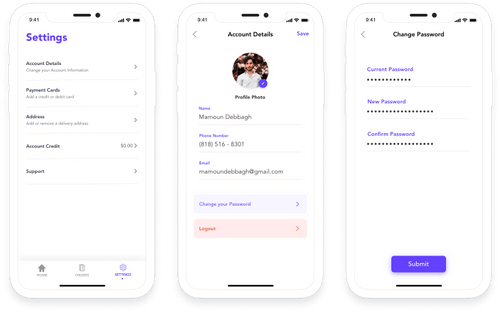 9:41
Settings
Account Details
Change your Account Information
Payment Cards
Add a credit or debit card
Address
Add or remove a delivery address
Account Credit
$0.00
Support
HOME
ORDERS
SETTINGS
9:41
Account Details
Save
Profile Photo
Name
Mamoun Debbagh
Phone Number
(818) 516 - 8301
Email
mamoundebbagh@gmail.com
Change your Password
Logout
9:41
Change Password
Current Password
New Password
Confirm Password
Submit